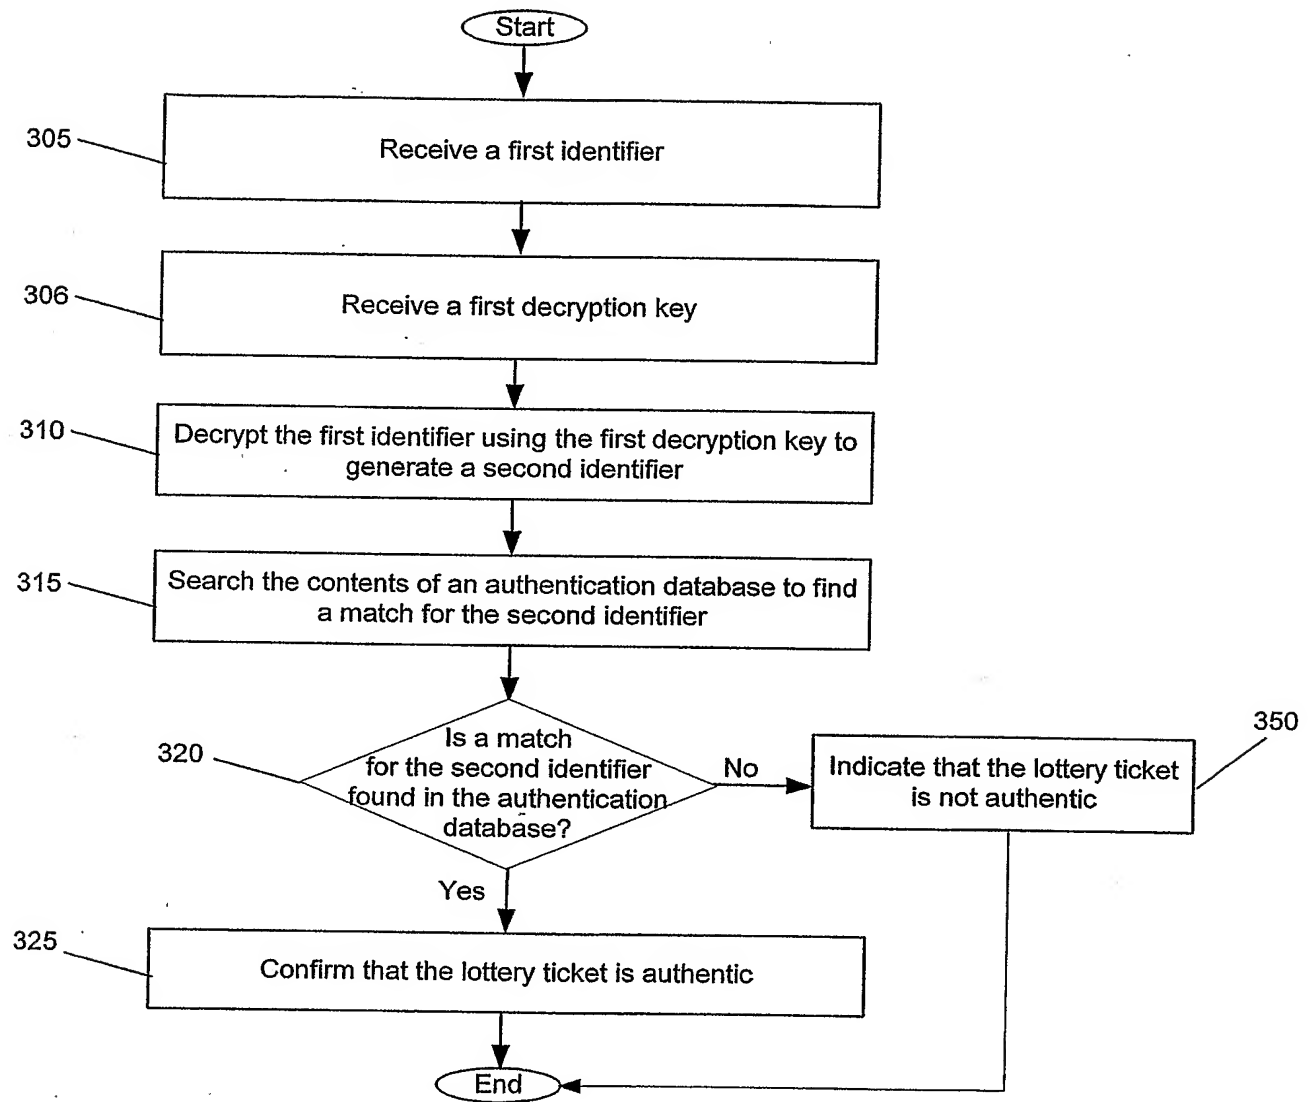 Start
305
Receive a first identifier
306
Receive a first decryption key
310
Decrypt the first identifier using the first decryption key to
generate a second identifier
315
Search the contents of an authentication database to find
a match for the second identifier
320
Is a match
for the second identifier
found in the authentication
database?
No
350
Indicate that the lottery ticket
is not authentic
Yes
325
Confirm that the lottery ticket is authentic
End